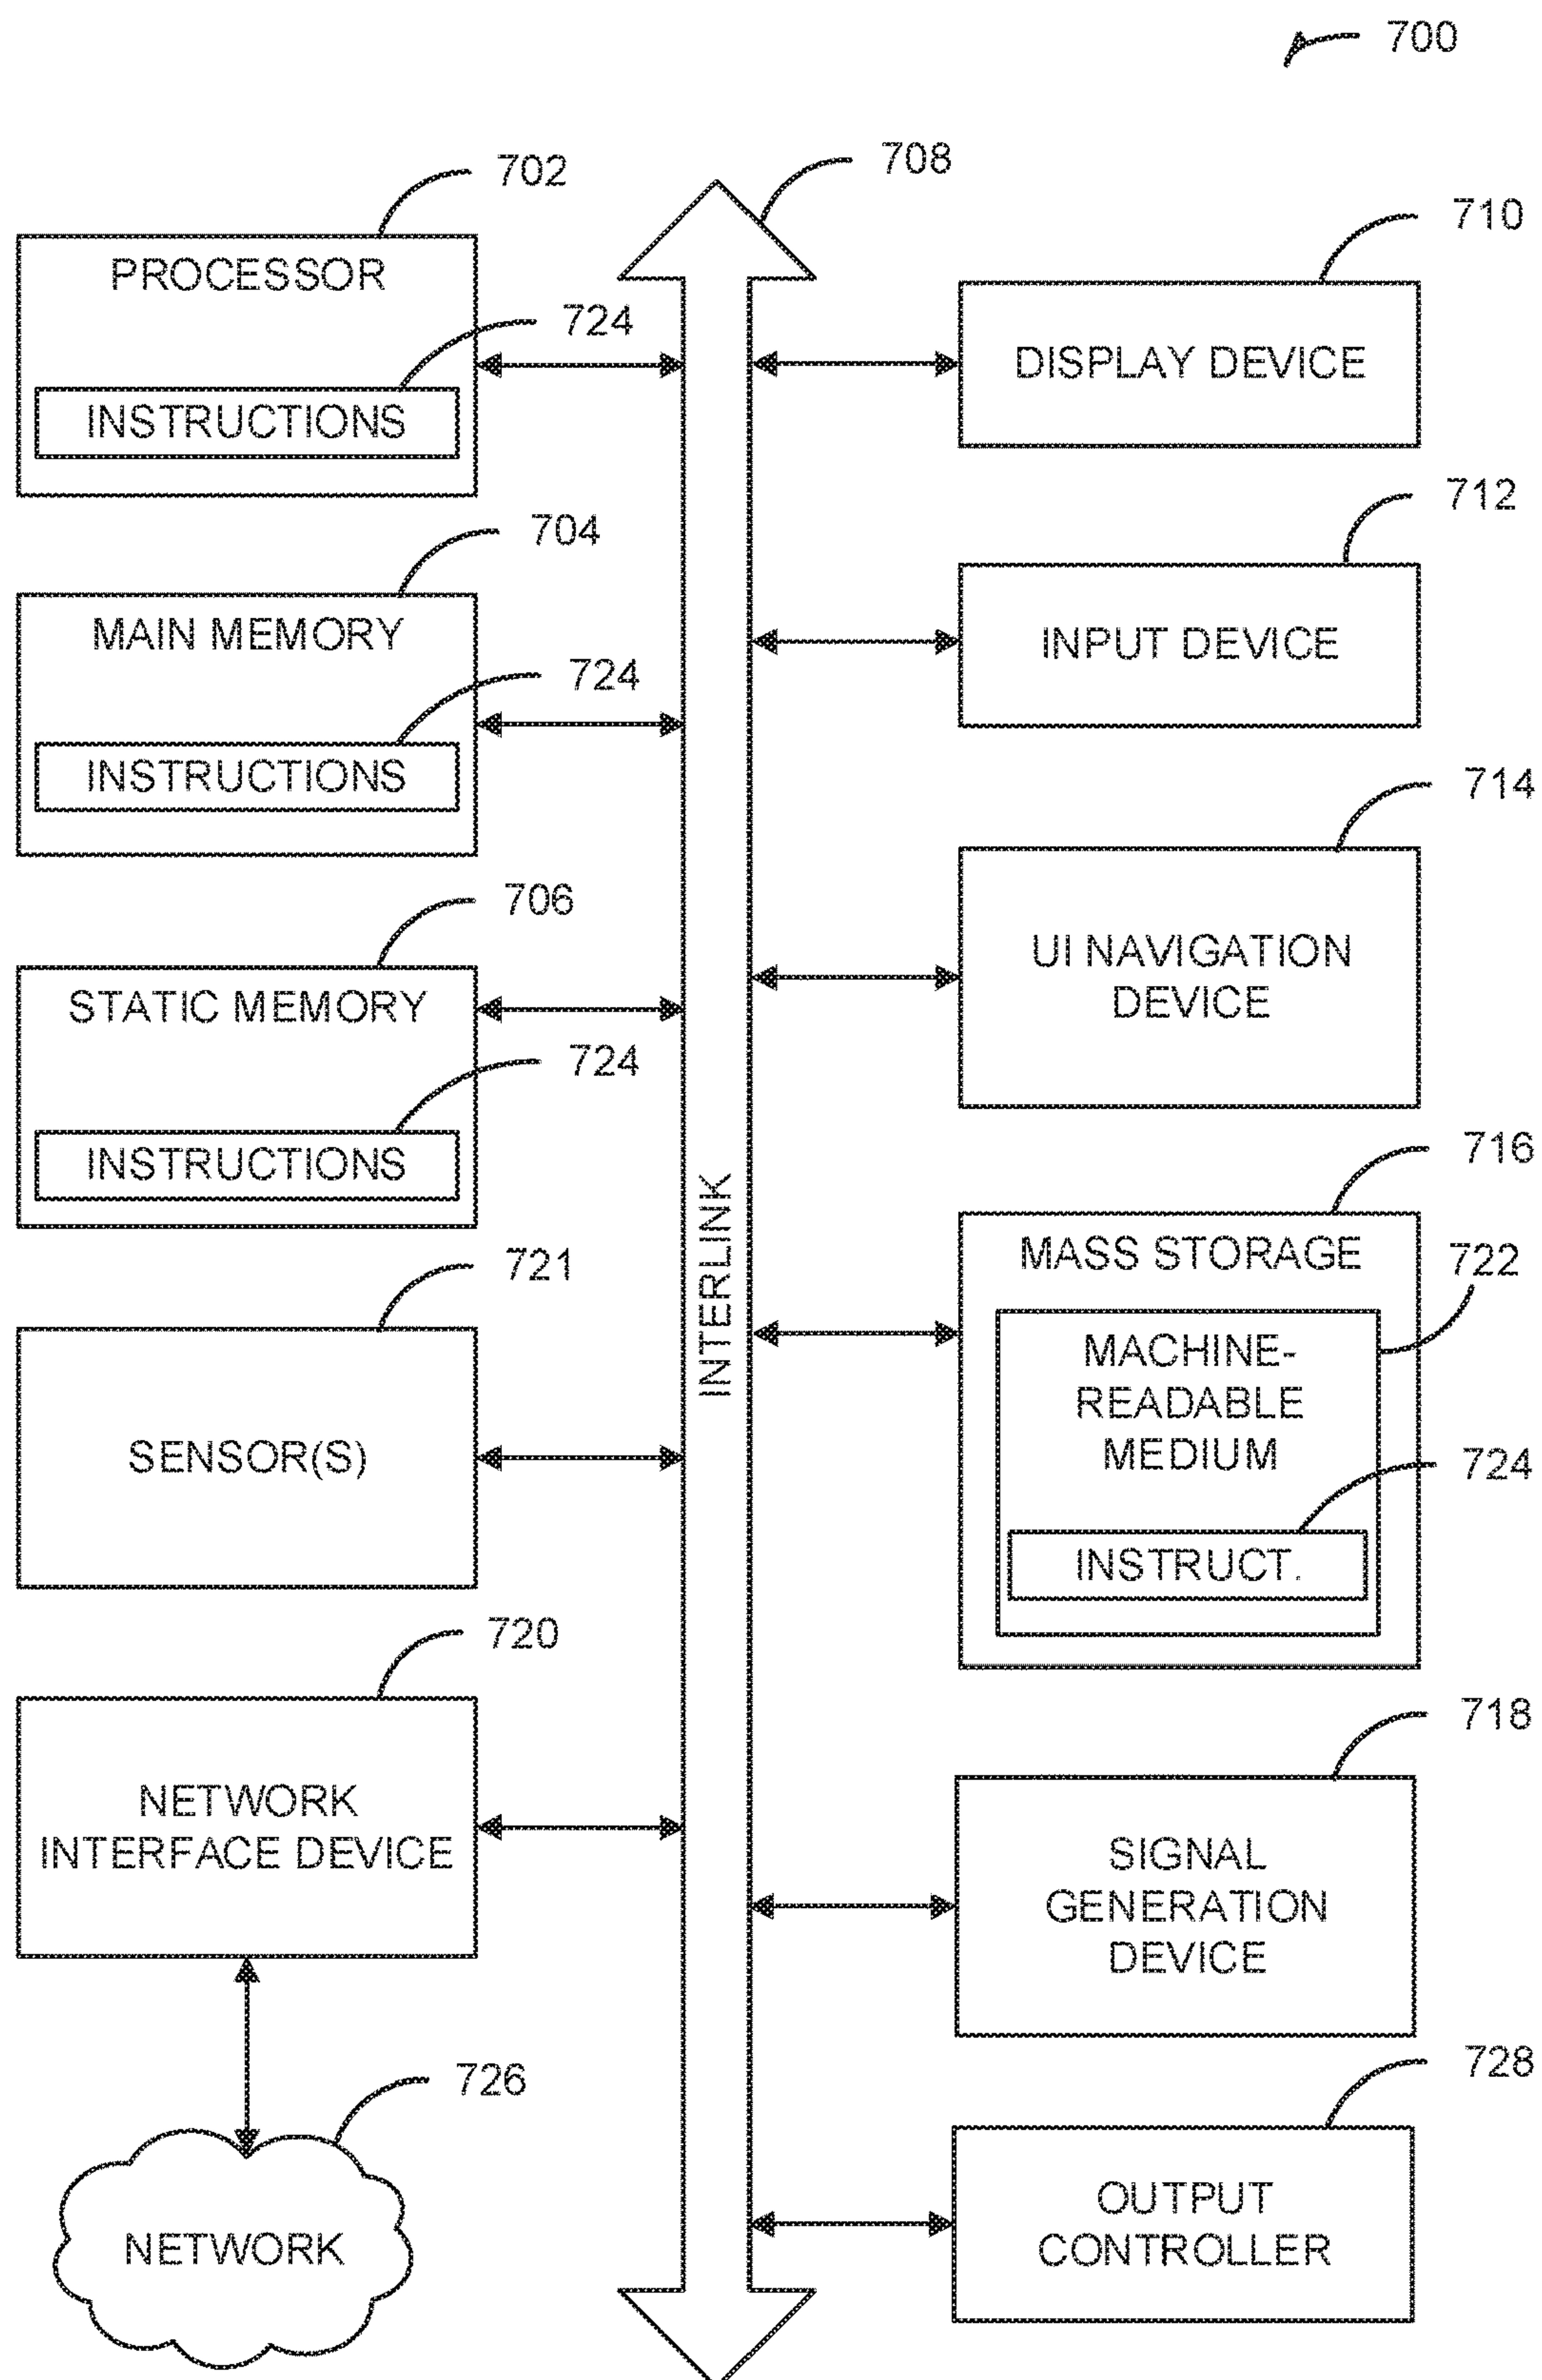 700
702
PROCESSOR
724
INSTRUCTIONS
704
MAIN MEMORY
724
INSTRUCTIONS
706
STATIC MEMORY
724
INSTRUCTIONS
721
SENSOR(S)
720
NETWORK
INTERFACE DEVICE
726
NETWORK
708
INTERLINK
710
DISPLAY DEVICE
712
INPUT DEVICE
714
UI NAVIGATION
DEVICE
716
MASS STORAGE
722
MACHINE-
READABLE
MEDIUM
724
INSTRUCT.
718
SIGNAL
GENERATION
DEVICE
728
OUTPUT
CONTROLLER